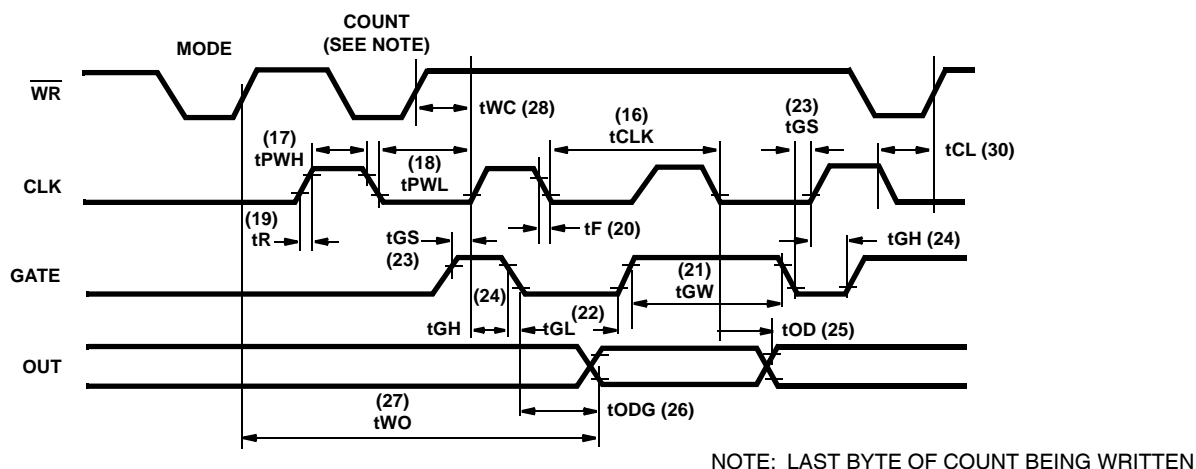 COUNT
MODE (SEE NOTE)
WR
tWC (28)
(16)
tCLK
(23)
tGS
(17)
tPWH
(18)
tPWL
tCL (30)
CLK
(19)
tR
tF (20)
tGS
(23)
tGH (24)
GATE
(24)
tGH
(22)
tGL
(21)
tGW
tOD (25)
OUT
(27)
tWO
tODG (26)
NOTE: LAST BYTE OF COUNT BEING WRITTEN